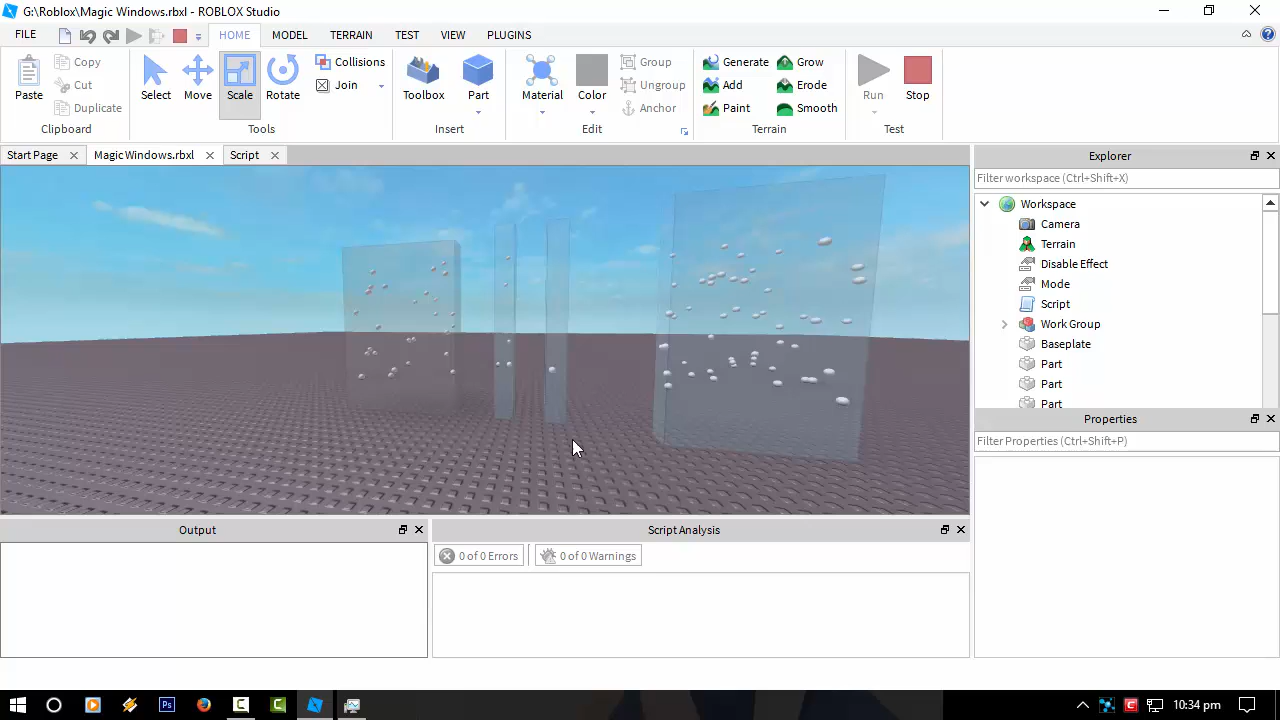 G:\Roblox\Magic Windows.rbxl - ROBLOX Studio
FILE HOME MODEL TERRAIN TEST VIEW PLUGINS
Paste Copy Cut Duplicate
Clipboard
Select Move Scale Rotate Collisions Join
Tools
Toolbox Part
Insert
Material Color Group Ungroup Anchor
Edit
Generate Grow
Add Erode
Paint Smooth
Terrain
Run Stop
Test
Start Page Magic Windows.rbxl Script
Explorer
Filter workspace (Ctrl+Shift+X)
Workspace
Camera
Terrain
Disable Effect
Mode
Script
Work Group
Baseplate
Part
Part
Part
Properties
Filter Properties (Ctrl+Shift+P)
Output
Script Analysis
0 of 0 Errors 0 of 0 Warnings
Ps C C 10:34 pm